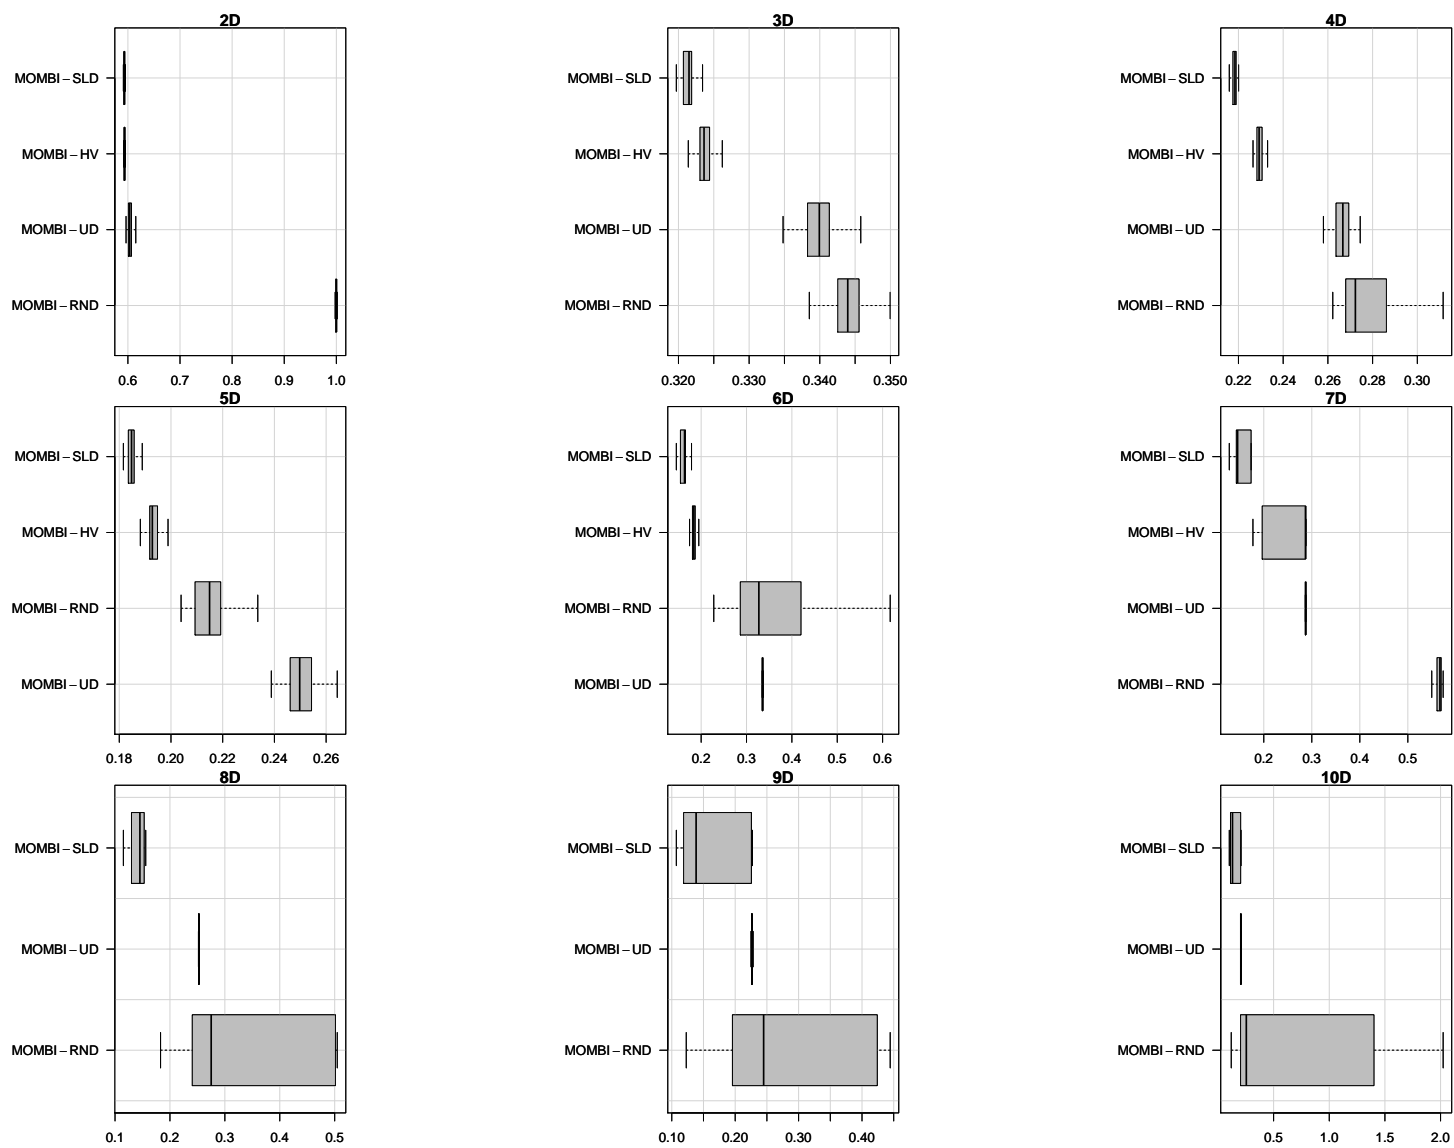 2D
MOMBI-SLD
MOMBI-HV
MOMBI-UD
MOMBI-RND
0.6 0.7 0.8 0.9 1.0
3D
MOMBI-SLD
MOMBI-HV
MOMBI-UD
MOMBI-RND
0.320 0.330 0.340 0.350
4D
MOMBI-SLD
MOMBI-HV
MOMBI-UD
MOMBI-RND
0.22 0.24 0.26 0.28 0.30
5D
MOMBI-SLD
MOMBI-HV
MOMBI-RND
MOMBI-UD
0.18 0.20 0.22 0.24 0.26
6D
MOMBI-SLD
MOMBI-HV
MOMBI-RND
MOMBI-UD
0.2 0.3 0.4 0.5 0.6
7D
MOMBI-SLD
MOMBI-HV
MOMBI-UD
MOMBI-RND
0.2 0.3 0.4 0.5
8D
MOMBI-SLD
MOMBI-UD
MOMBI-RND
0.1 0.2 0.3 0.4 0.5
9D
MOMBI-SLD
MOMBI-UD
MOMBI-RND
0.10 0.20 0.30 0.40
10D
MOMBI-SLD
MOMBI-UD
MOMBI-RND
0.5 1.0 1.5 2.0